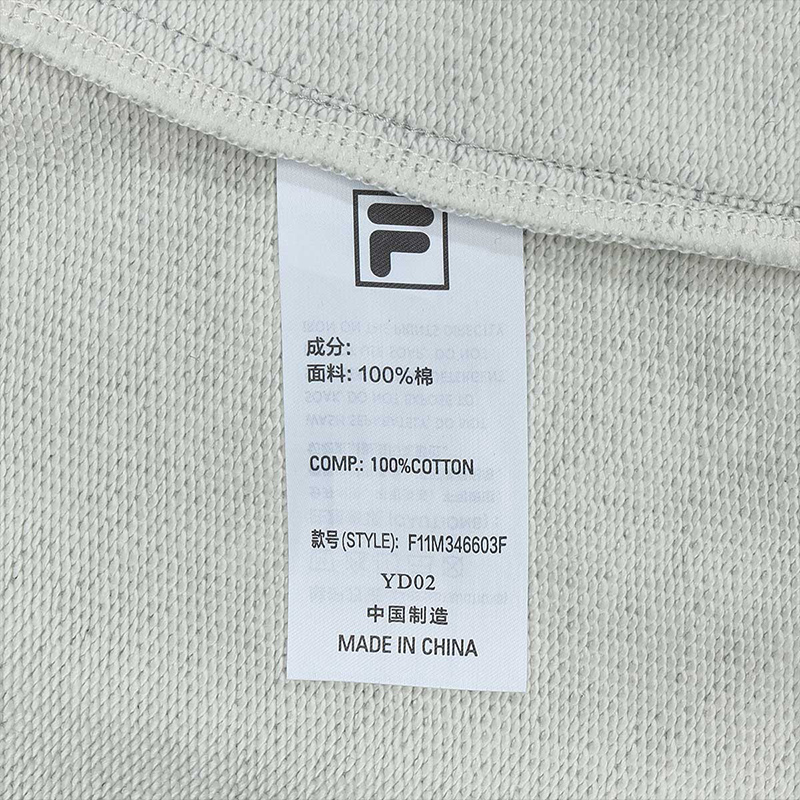 F
成分:
面料: 100%棉
COMP.: 100%COTTON
款号(STYLE): F11M346603F
YD02
中国制造
MADE IN CHINA